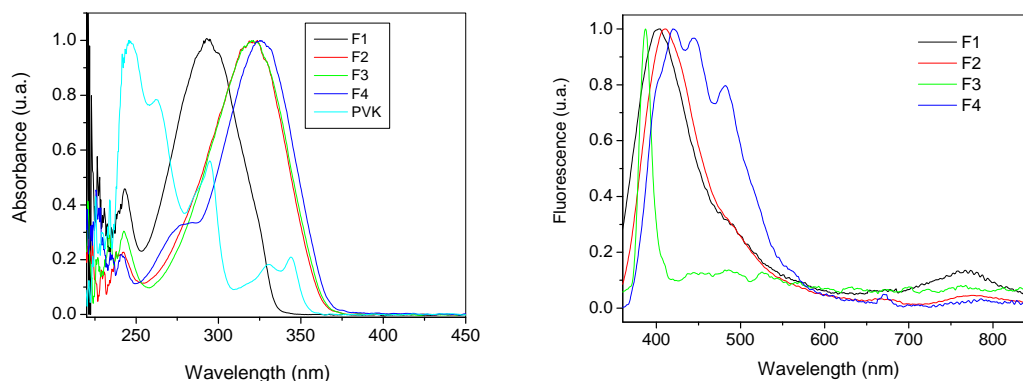 Absorbance (u.a.)
1.0
0.8
0.6
0.4
0.2
0.0
250 300 350 400 450
Wavelength (nm)
F1
F2
F3
F4
PVK
Fluorescence (u.a.)
1.0
0.8
0.6
0.4
0.2
0.0
400 500 600 700 800
Wavelength (nm)
F1
F2
F3
F4